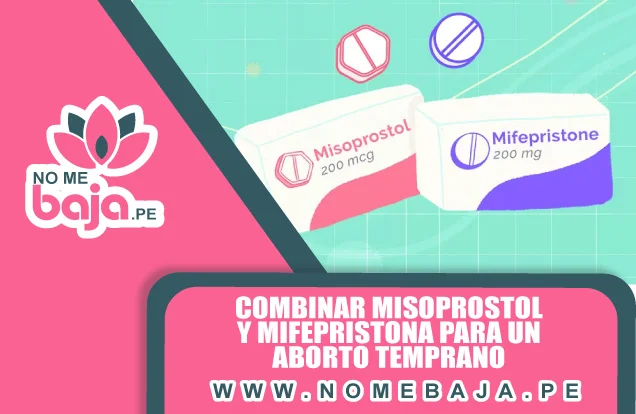 Misoprostol
200 mcg
Mifepristone
200 mg
NO ME
baja.PE
COMBINAR MISOPROSTOL
Y MIFEPRISTONA PARA UN
ABORTO TEMPRANO
WWW.NOMEBAJA.PE